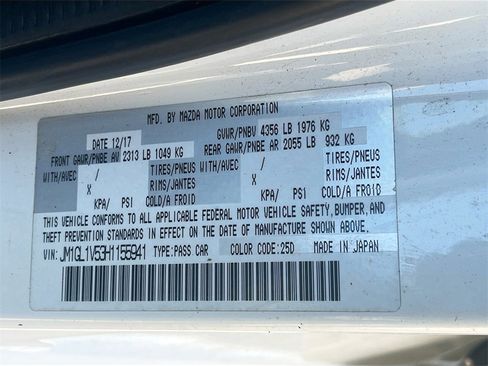 MFD. BY MAZDA MOTOR CORPORATION
DATE 12/17 GVWR/PNBV 4356 LB 1976 KG
FRONT GAWR/PNBE AV 2313 LB 1049 KG REAR GAWR/PNBE AR 2055 LB 932 KG
WITH/AVEC / TIRES/PNEUS WITH/AVEC / TIRES/PNEUS
X RIMS/JANTES X RIMS/JANTES
KPA/ PSI COLD/A FROID KPA/ PSI COLD/A FROID
THIS VEHICLE CONFORMS TO ALL APPLICABLE FEDERAL MOTOR VEHICLE SAFETY, BUMPER, AND
THEFT PREVENTION STANDARDS IN EFFECT ON THE DATE OF MANUFACTURE SHOWN ABOVE.
VIN: JM1GL1V53H1155941 TYPE: PASS CAR COLOR CODE: 25D MADE IN JAPAN